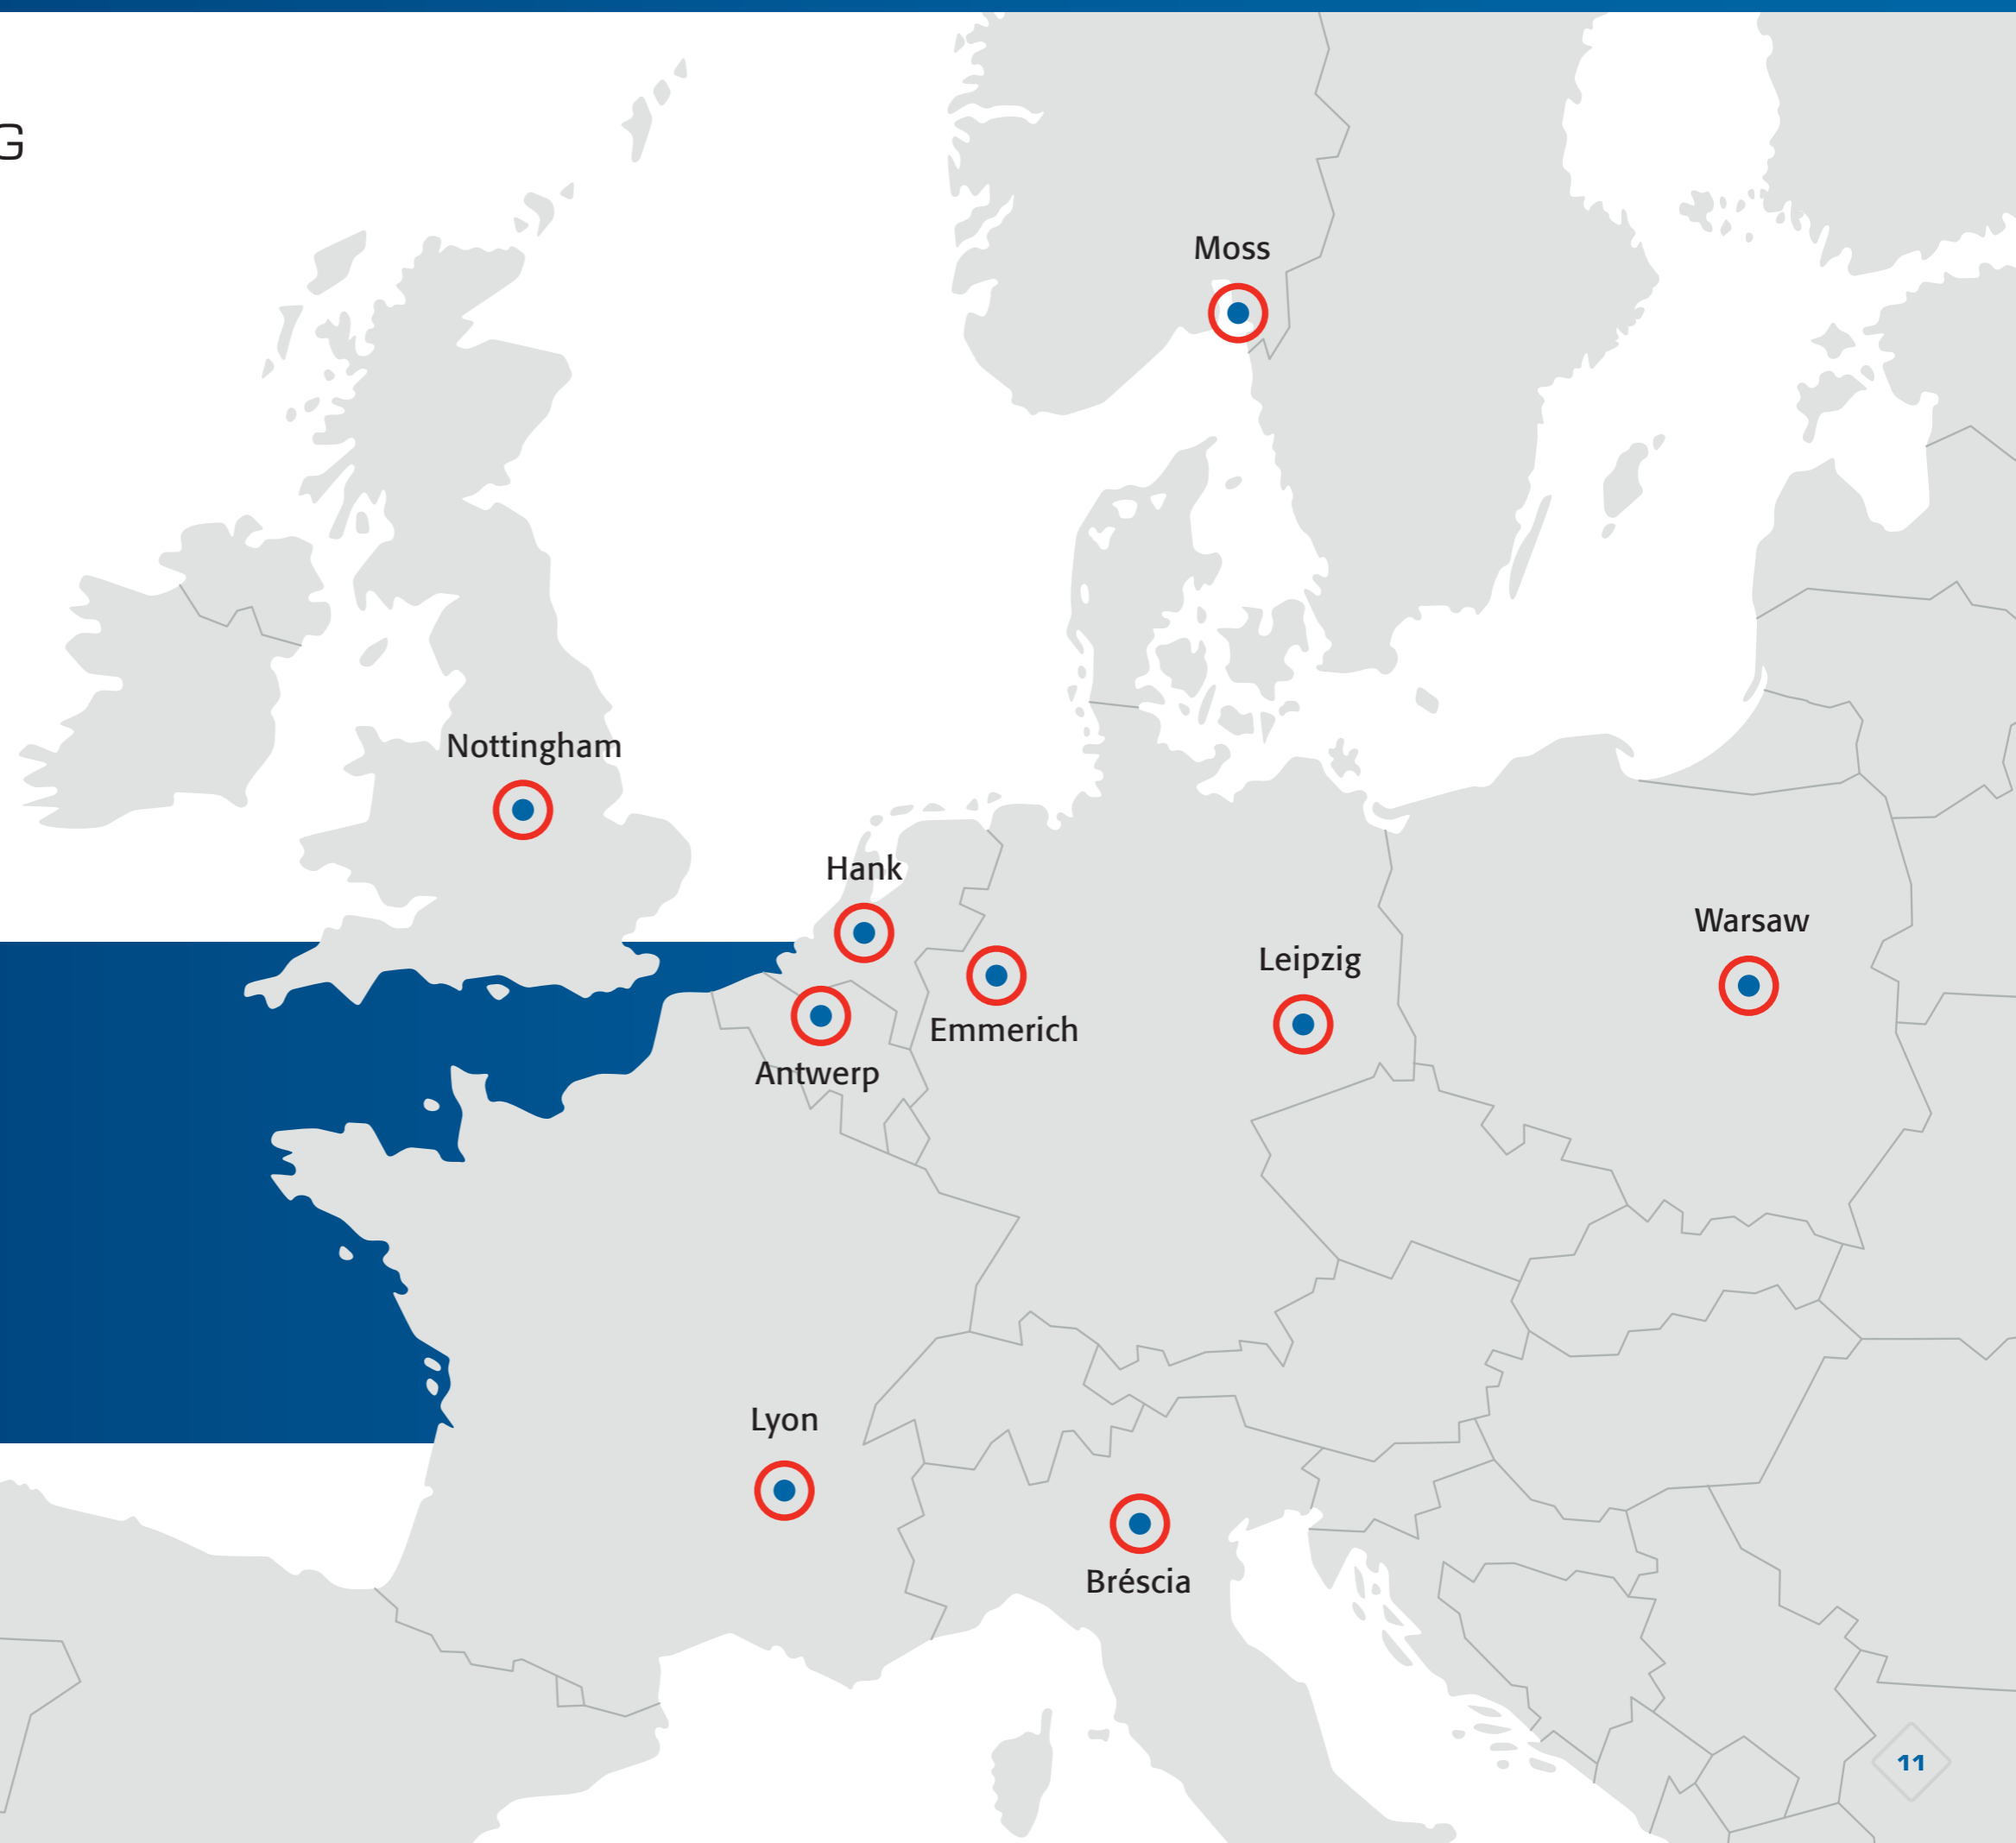 G
Moss
Nottingham
Hank
Warsaw
Leipzig
Emmerich
Antwerp
Lyon
Bréscia
11